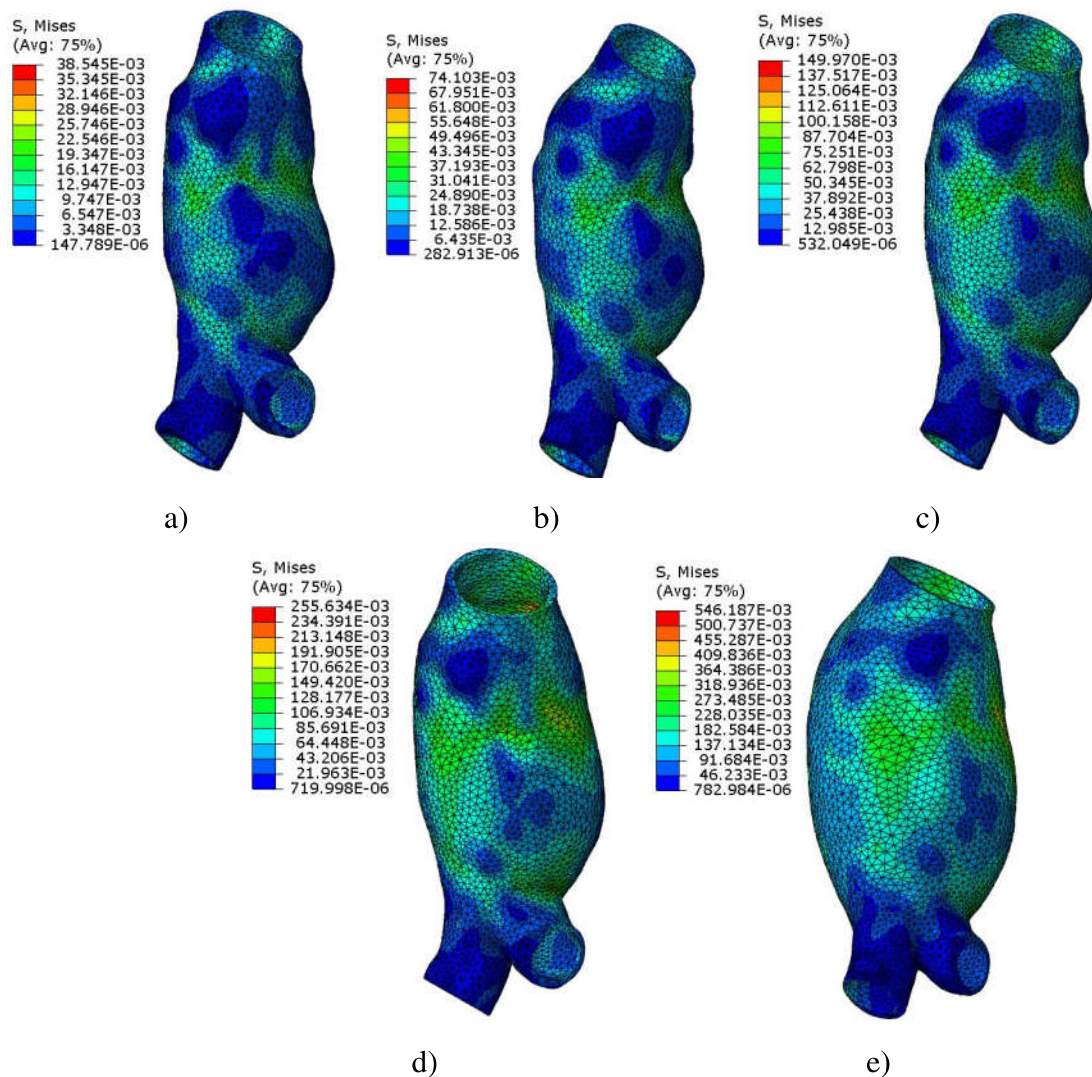 S, Mises
(Avg: 75%)
38.545E-03
35.345E-03
32.146E-03
28.946E-03
25.746E-03
22.546E-03
19.347E-03
16.147E-03
12.947E-03
9.747E-03
6.547E-03
3.348E-03
147.789E-06
S, Mises
(Avg: 75%)
74.103E-03
67.951E-03
61.800E-03
55.648E-03
49.496E-03
43.345E-03
37.193E-03
31.041E-03
24.890E-03
18.738E-03
12.586E-03
6.435E-03
282.913E-06
S, Mises
(Avg: 75%)
149.970E-03
137.517E-03
125.064E-03
112.611E-03
100.158E-03
87.704E-03
75.251E-03
62.798E-03
50.345E-03
37.892E-03
25.438E-03
12.985E-03
532.049E-06
a)
b)
c)
S, Mises
(Avg: 75%)
255.634E-03
234.391E-03
213.148E-03
191.905E-03
170.662E-03
149.420E-03
128.177E-03
106.934E-03
85.691E-03
64.448E-03
43.206E-03
21.963E-03
719.998E-06
S, Mises
(Avg: 75%)
546.187E-03
500.737E-03
455.287E-03
409.836E-03
364.386E-03
318.936E-03
273.485E-03
228.035E-03
182.584E-03
137.134E-03
91.684E-03
46.233E-03
782.984E-06
d)
e)